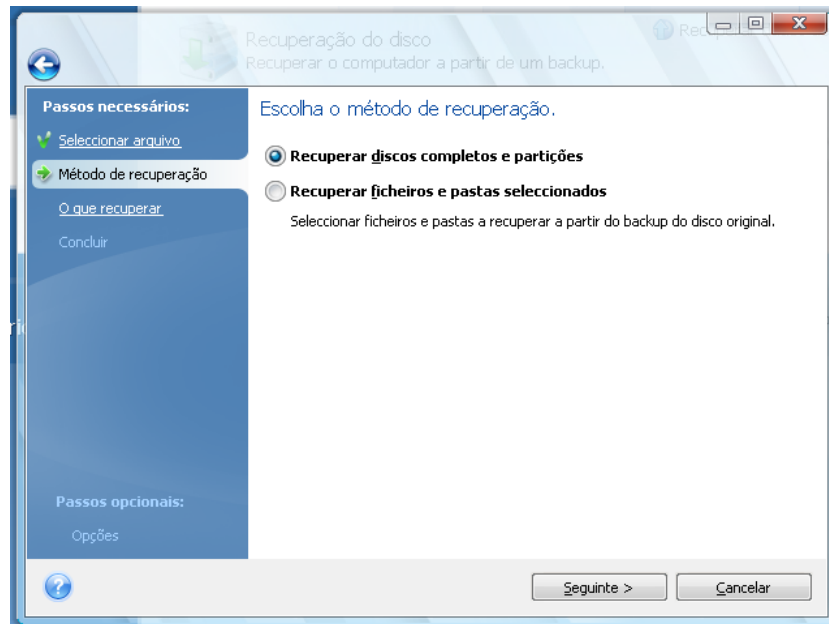 Recuperação do disco
Recuperar o computador a partir de um backup.
Passos necessários:
Seleccionar arquivo
Método de recuperação
O que recuperar
Concluir
Passos opcionais:
Opções
Escolha o método de recuperação.
Recuperar discos completos e partições
Recuperar ficheiros e pastas seleccionados
Seleccionar ficheiros e pastas a recuperar a partir do backup do disco original.
Seguinte >
Cancelar